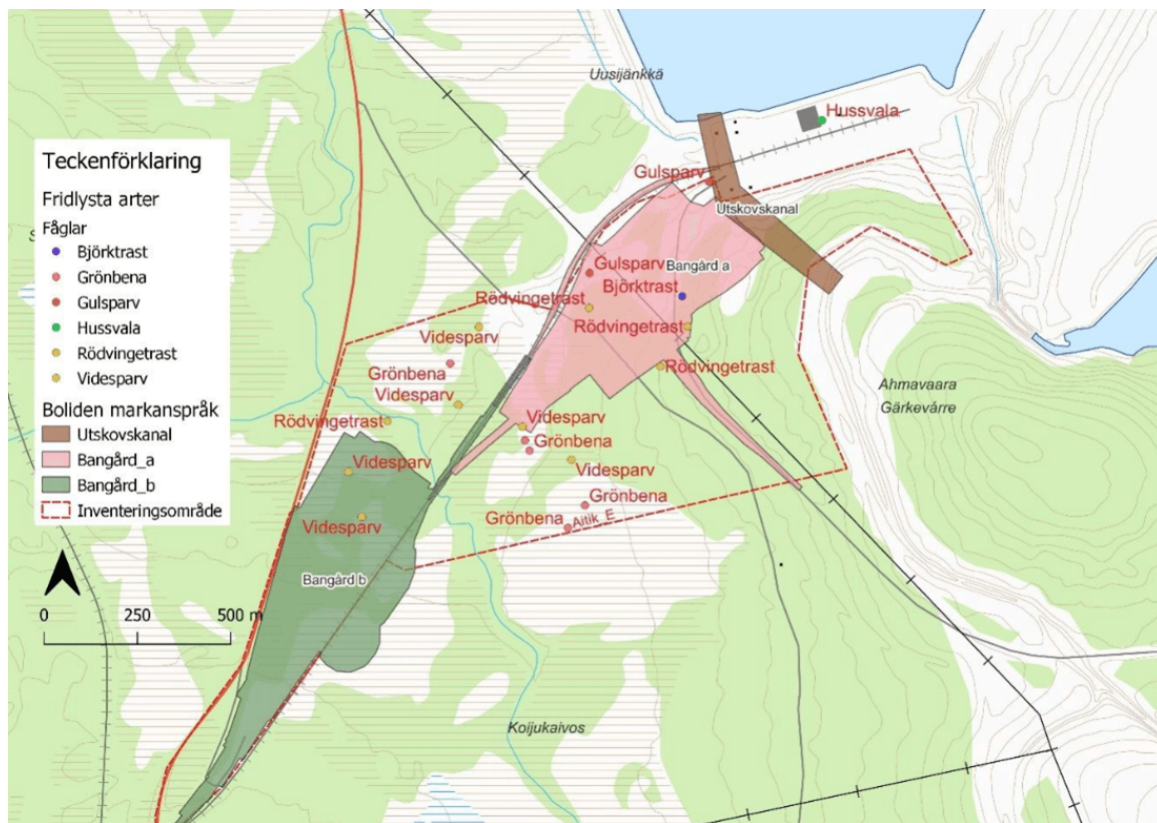 Uusijänkkä
Hussvala
Teckenförklaring
Fridlysta arter
Fåglar
Björktrast
Grönbena
Gulsparv
Hussvala
Rödvingetrast
Videsparv
Boliden markanspråk
Utskovskanal
Bangård_a
Bangård_b
Inventeringsområde
0 250 500 m
Gulsparv
Utskovskanal
Gulsparv
Bangård a
Björktrast
Rödvingetrast
Rödvingetrast
Videsparv
Grönbena
Rödvingetrast
Videsparv
Rödvingetrast
Videsparv
Grönbena
Videsparv
Videsparv
Grönbena
Grönbena
Aitik_E
Videsparv
Bangård b
Ahmavaara
Gärkevárre
Koijukaivos